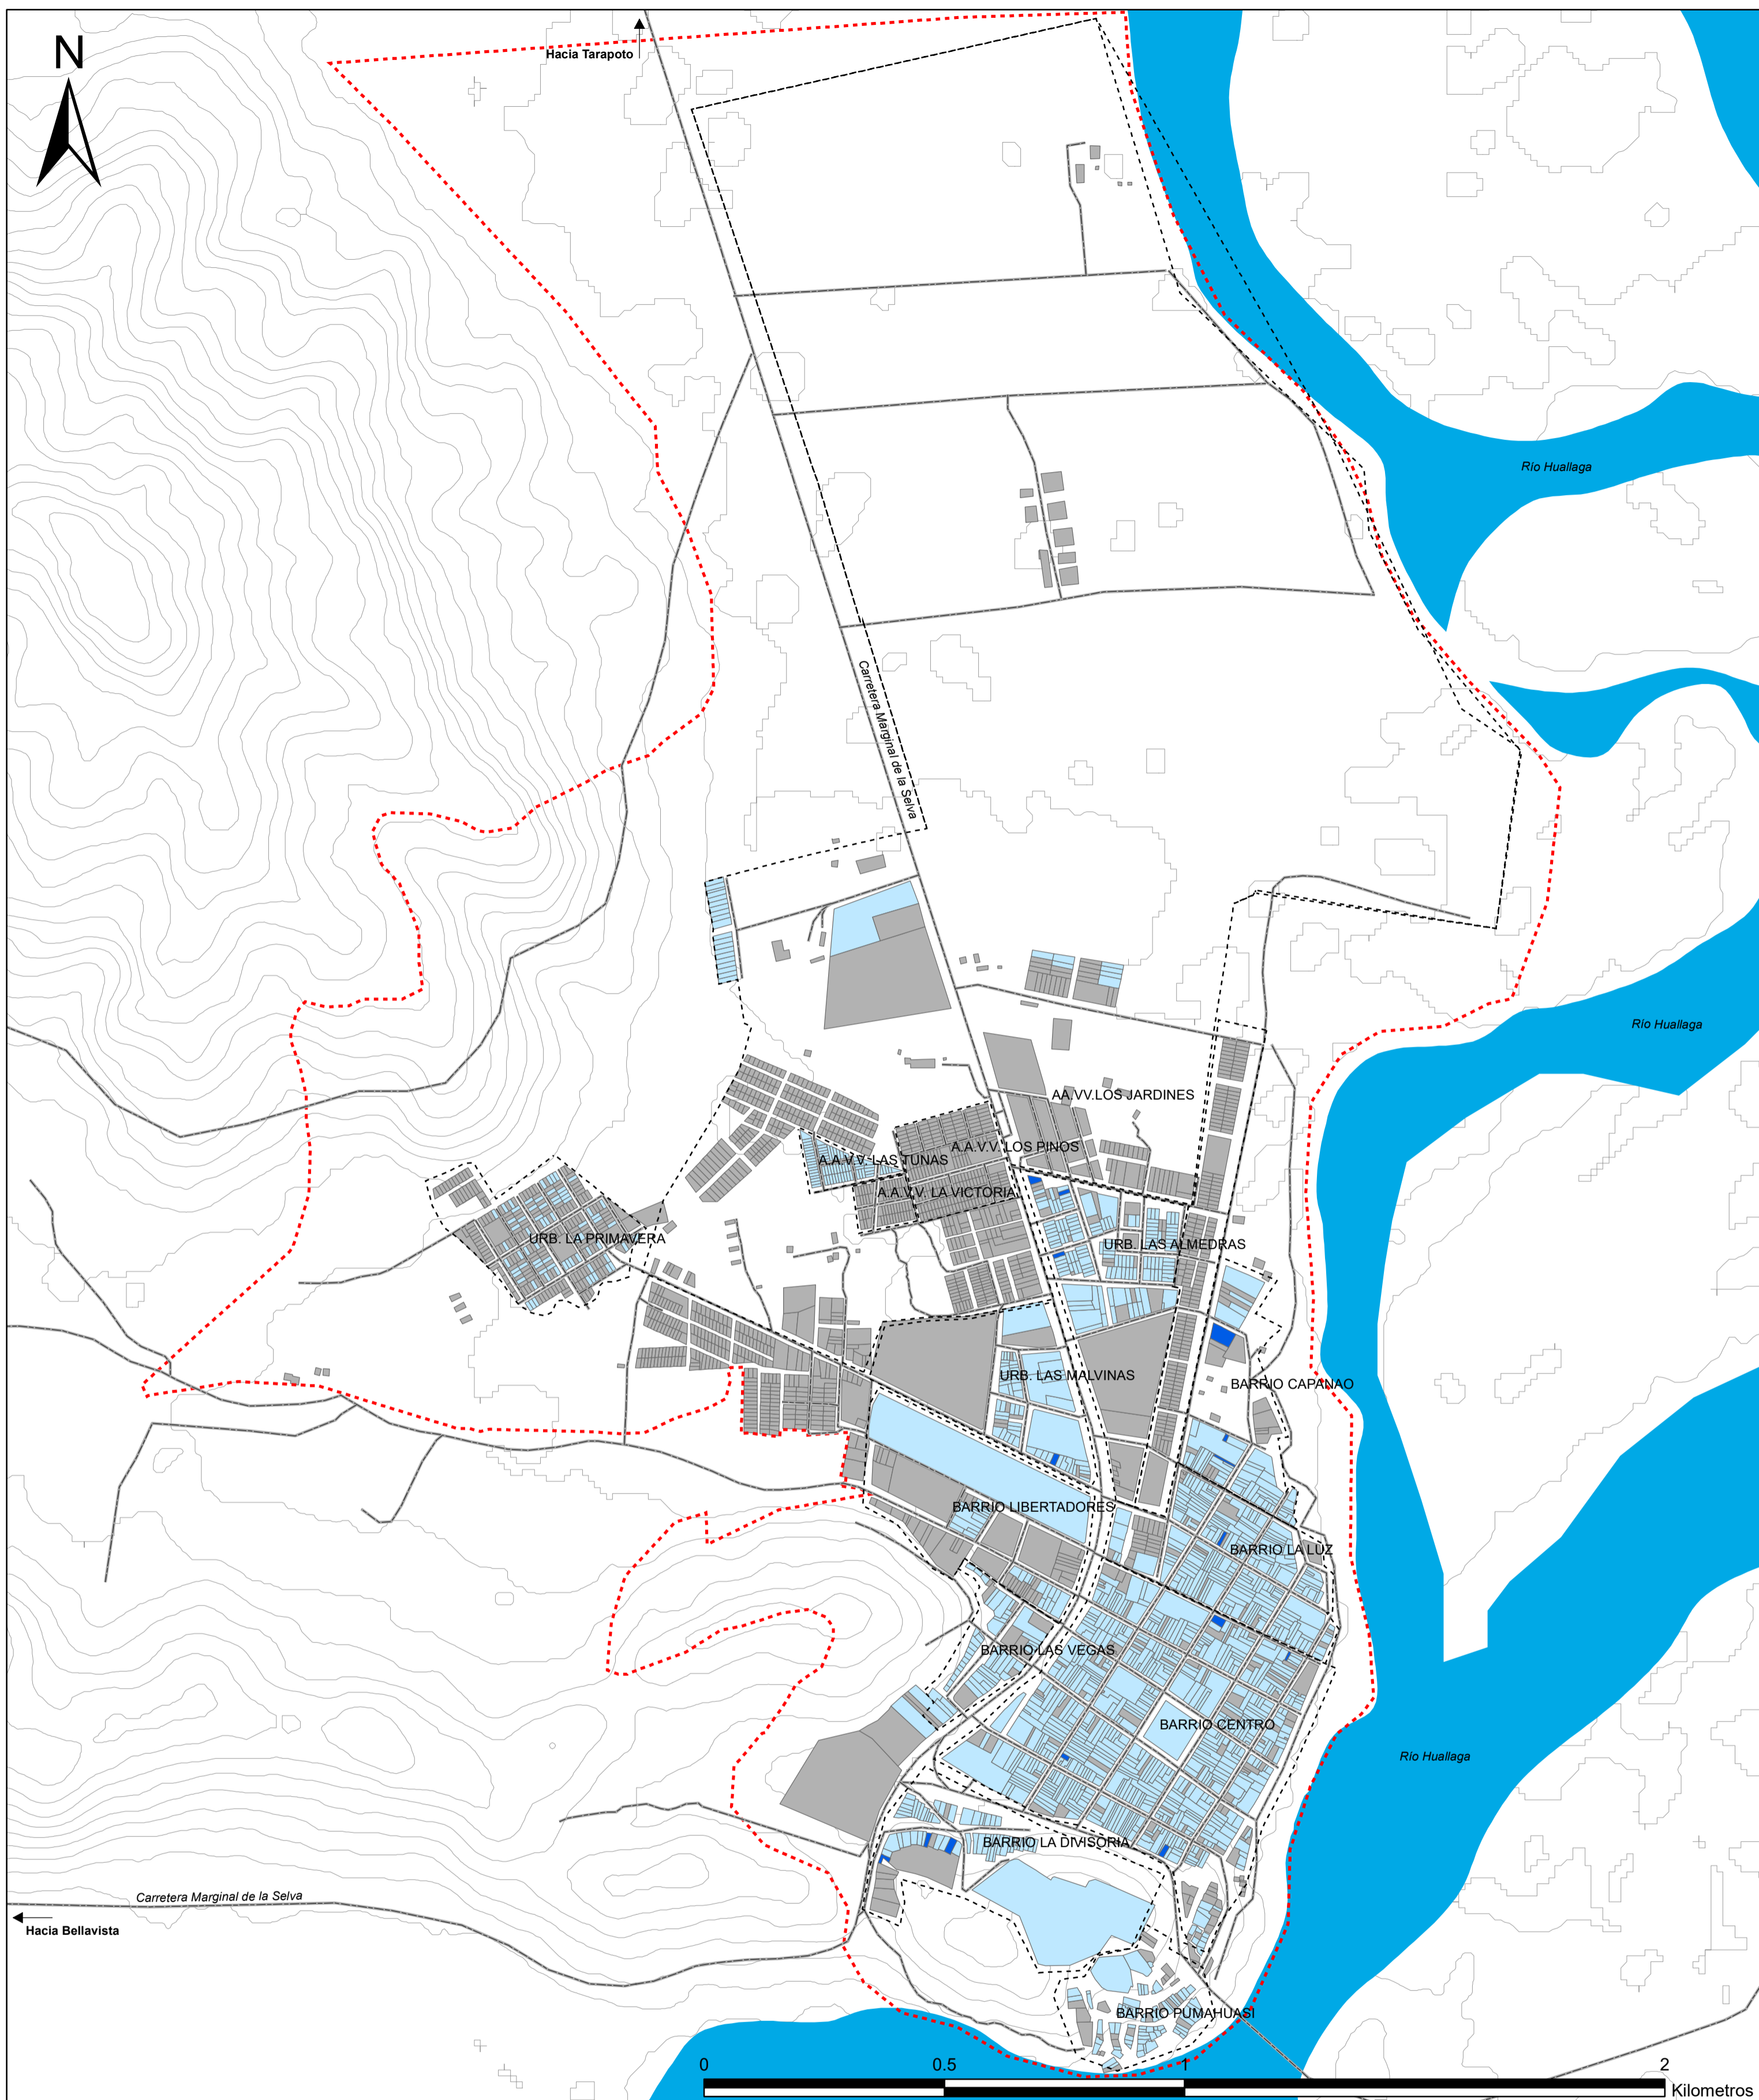 N
Hacia Tarapoto
Río Huallaga
Carretera Marginal de la Selva
Río Huallaga
AA.VV.LOS JARDINES
A.A.V.V. LOS PINOS
A.A.V.V. LAS TUNAS
A.A.V.V. LA VICTORIA
URB. LA PRIMAVERA
URB. LAS ALMEDRAS
URB. LAS MALVINAS
BARRIO CAPANAO
BARRIO LIBERTADORES
BARRIO LA LUZ
BARRIO LAS VEGAS
BARRIO CENTRO
Río Huallaga
BARRIO LA DIVISORIA
Carretera Marginal de la Selva
Hacia Bellavista
BARRIO PUMAHUASI
0 0.5 1 2
Kilometros